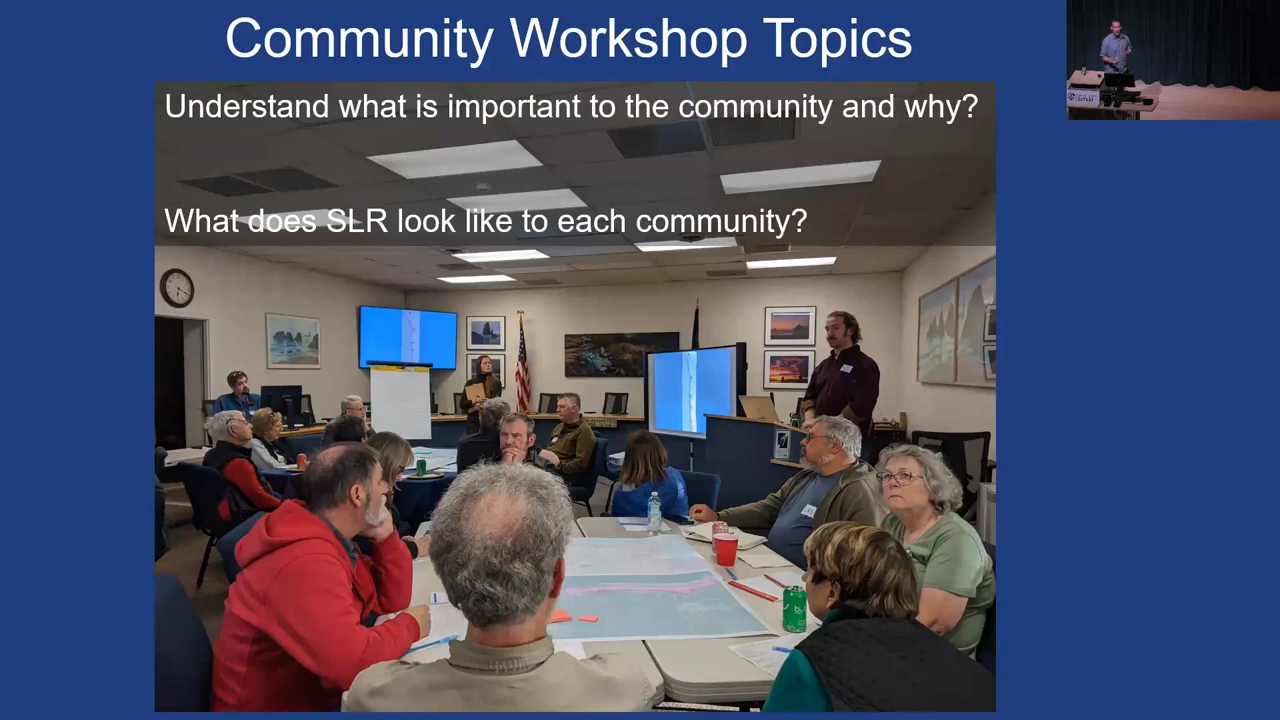 Community Workshop Topics
Understand what is important to the community and why?
What does SLR look like to each community?